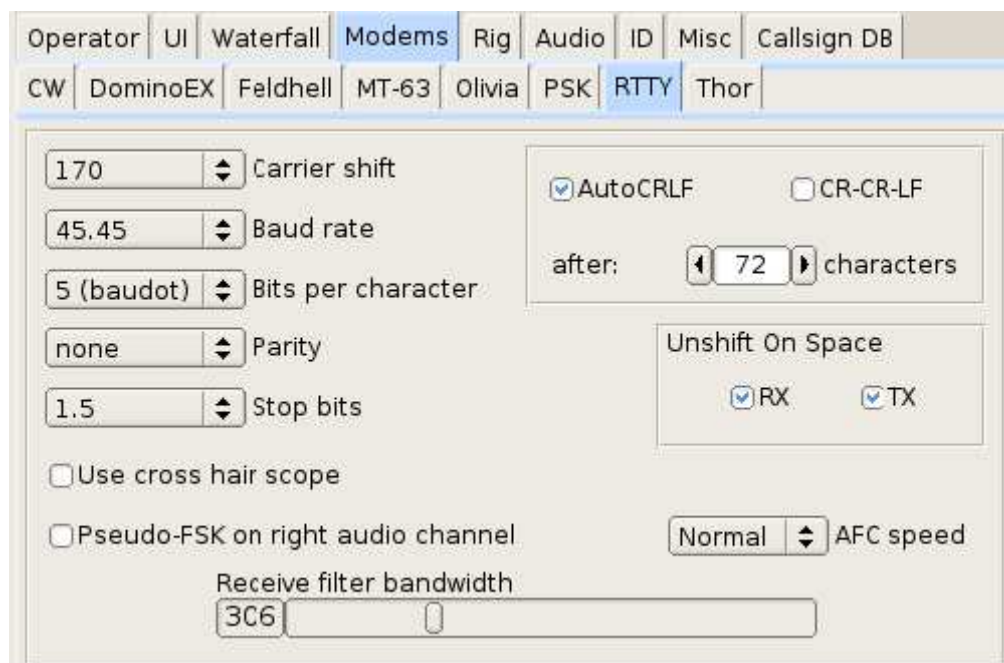 Operator UI Waterfall Modems Rig Audio ID Misc Callsign DB
CW DominoEX Feldhell MT-63 Olivia PSK RTTY Thor
170 Carrier shift
AutoCRLF CR-CR-LF
45.45 Baud rate
after: 72 characters
5 (baudot) Bits per character
none Parity
Unshift On Space
RX TX
1.5 Stop bits
Use cross hair scope
Pseudo-FSK on right audio channel
Normal AFC speed
Receive filter bandwidth
306